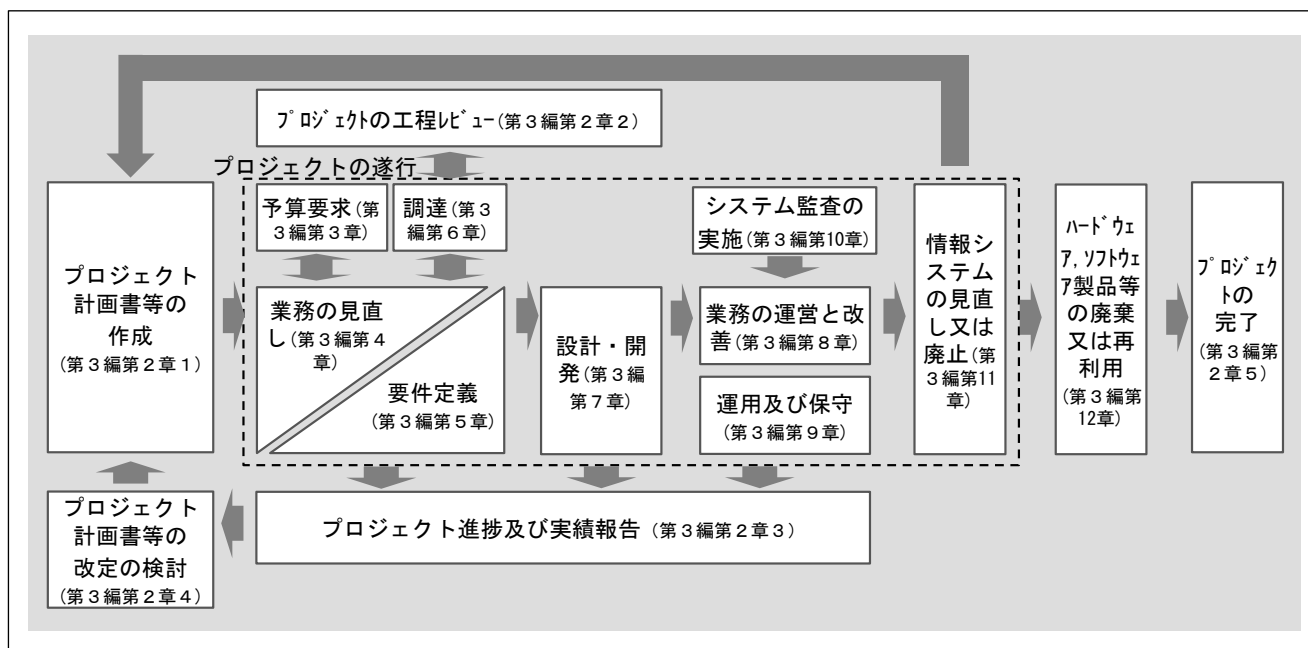 ﾌﾟﾛｼﾞｪｸﾄの工程ﾚﾋﾞｭｰ(第3編第2章2)
プロジェクトの遂行
プロジェクト
計画書等の
作成
(第3編第2章1)
予算要求(第
3編第3章)
調達(第3
編第6章)
業務の見直
し(第3編第4
章)
要件定義
(第3編第5章)
設計・開
発(第3編
第7章)
システム監査の
実施(第3編第10章)
業務の運営と改
善(第3編第8章)
運用及び保守
(第3編第9章)
情報シ
ステム
の見直
し又は
廃止(第
3編第11
章)
ﾊｰﾄﾞｳｪ
ｱ,ｿﾌﾄｳｪ
ｱ製品等
の廃棄
又は再
利用
(第3編第
12章)
ﾌﾟﾛｼﾞｪｸ
ﾄの
完了
(第3編第
2章5)
プロジェクト
計画書等の
改定の検討
(第3編第2章4)
プロジェクト進捗及び実績報告(第3編第2章3)